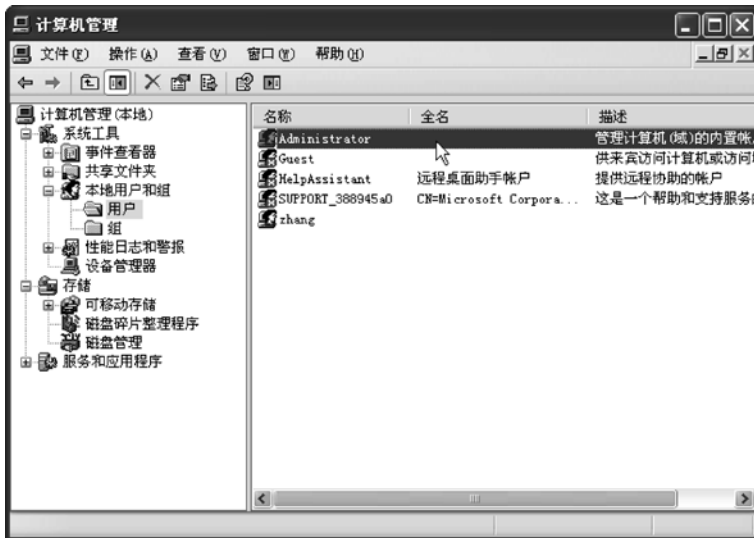 计算机管理
文件(F) 操作(A) 查看(V) 窗口(W) 帮助(H)
计算机管理(本地)
系统工具
事件查看器
共享文件夹
本地用户和组
用户
组
性能日志和警报
设备管理器
存储
可移动存储
磁盘碎片整理程序
磁盘管理
服务和应用程序
名称 全名 描述
Administrator 管理计算机(域)的内置帐
Guest 供来宾访问计算机或访问
HelpAssistant 远程桌面助手帐户 提供远程协助的帐户
SUPPORT_388945a0 CN=Microsoft Corpora... 这是一个帮助和支持服务
zhang